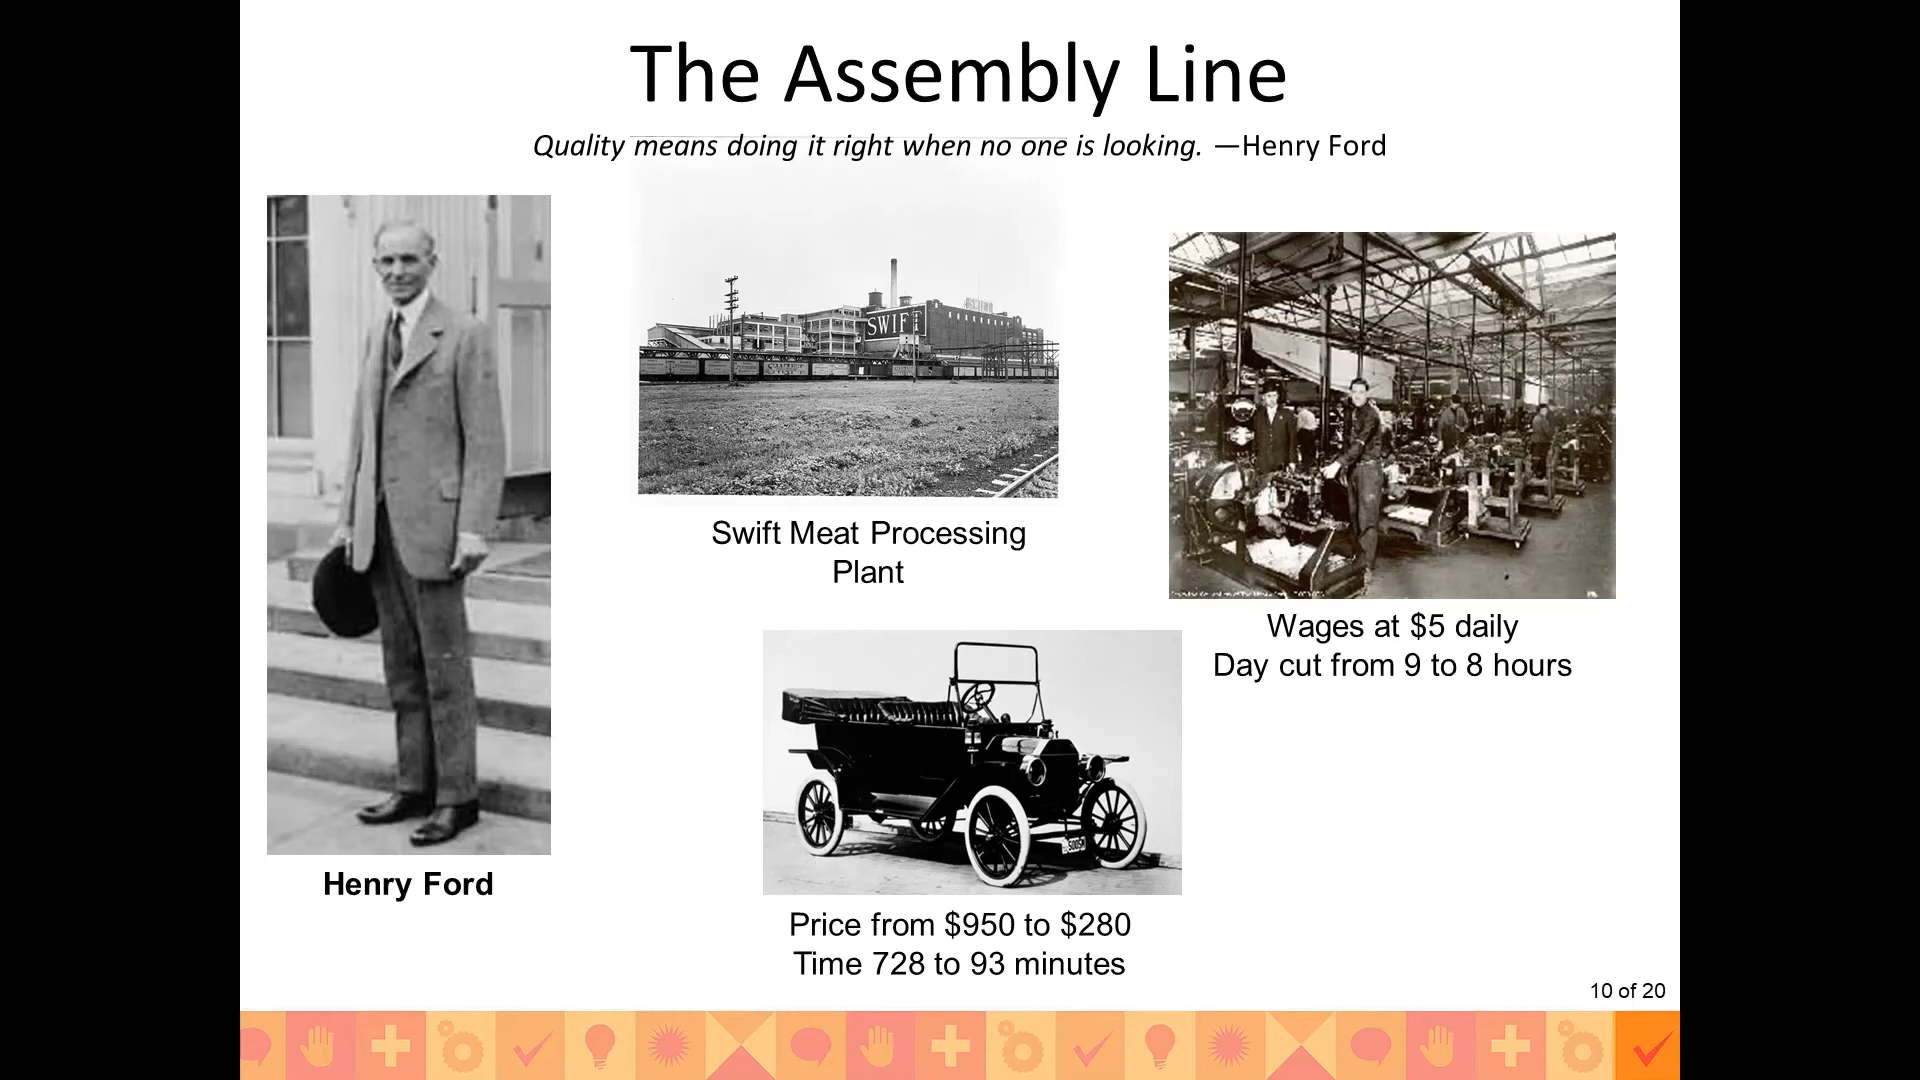 The Assembly Line
Quality means doing it right when no one is looking. —Henry Ford
SWIFT
Swift Meat Processing
Plant
Wages at $5 daily
Day cut from 9 to 8 hours
Henry Ford
Price from $950 to $280
Time 728 to 93 minutes
10 of 20